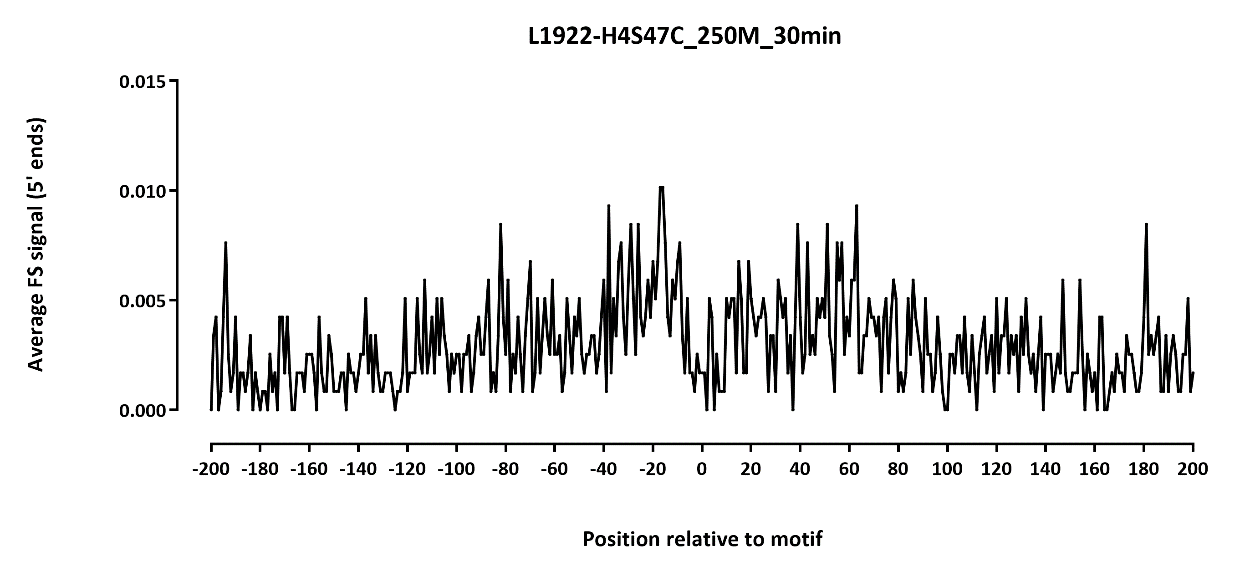 L1922-H4S47C_250M_30min
0.015
0.010
0.005
0.000
Average FS signal (5' ends)
-200 -180 -160 -140 -120 -100 -80 -60 -40 -20 0 20 40 60 80 100 120 140 160 180 200
Position relative to motif